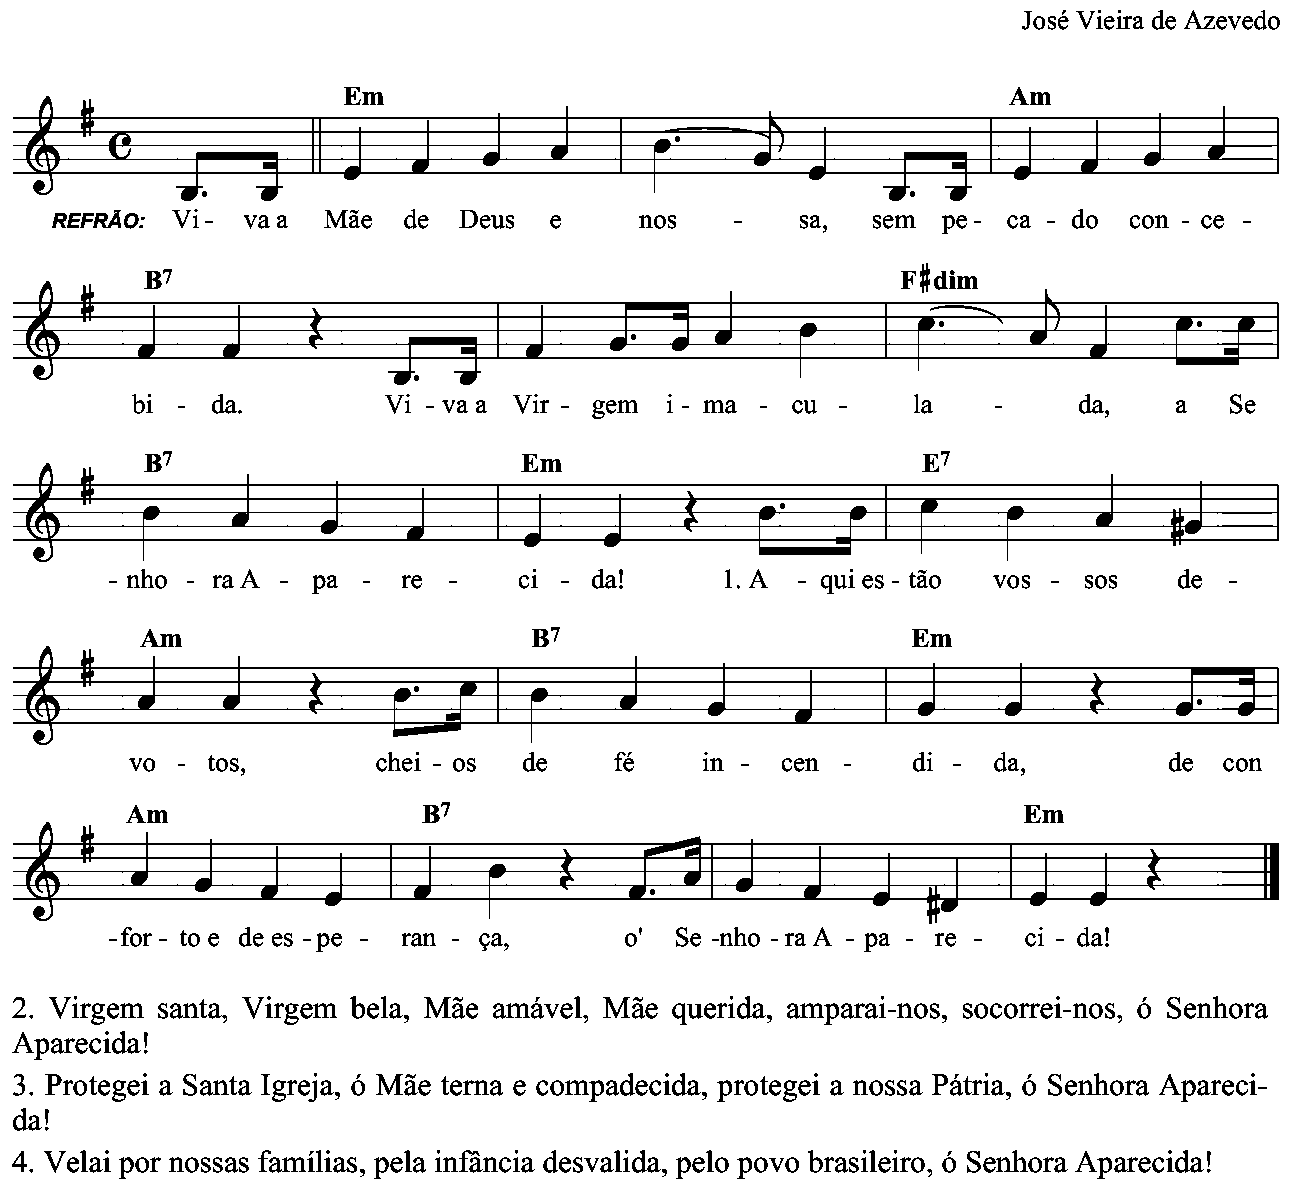 José Vieira de Azevedo
Em Am
REFRÃO: Vi- va a Mãe de Deus e nos - sa, sem pe- ca- do con - ce -
B7 F#dim
bi - da. Vi - va a Vir - gem i - ma - cu - la - da, a Se
B7 Em E7
-nho - ra A - pa - re - ci - da! 1. A - qui es - tão vos - sos de -
Am B7 Em
vo - tos, chei - os de fé in - cen - di - da, de con
Am B7 Em
-for - to e de es - pe - ran - ça, o' Se -nho - ra A - pa - re - ci - da!
2. Virgem santa, Virgem bela, Mãe amável, Mãe querida, amparai-nos, socorrei-nos, ó Senhora
Aparecida!
3. Protegei a Santa Igreja, ó Mãe terna e compadecida, protegei a nossa Pátria, ó Senhora Apareci-
da!
4. Velai por nossas famílias, pela infância desvalida, pelo povo brasileiro, ó Senhora Aparecida!